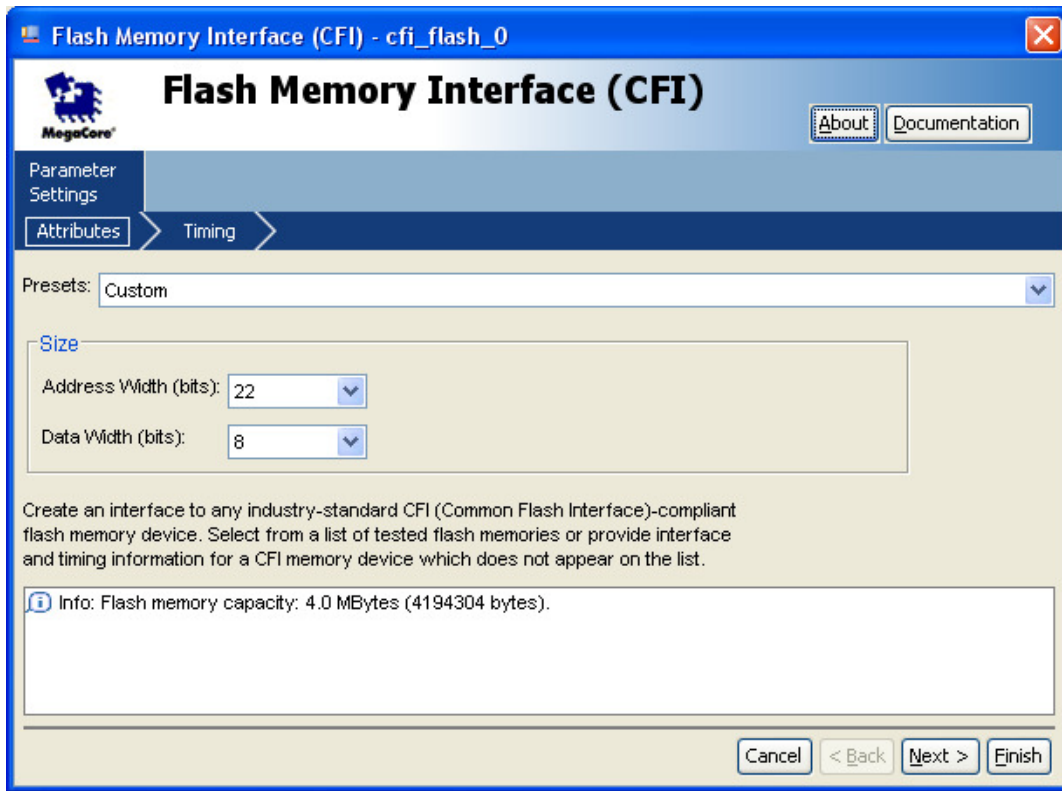 Flash Memory Interface (CFI) - cfi_flash_0
MegaCore®
Flash Memory Interface (CFI)
About
Documentation
Parameter
Settings
Attributes
Timing
Presets: Custom
Size
Address Width (bits): 22
Data Width (bits): 8
Create an interface to any industry-standard CFI (Common Flash Interface)-compliant
flash memory device. Select from a list of tested flash memories or provide interface
and timing information for a CFI memory device which does not appear on the list.
Info: Flash memory capacity: 4.0 MBytes (4194304 bytes).
Cancel
< Back
Next >
Finish